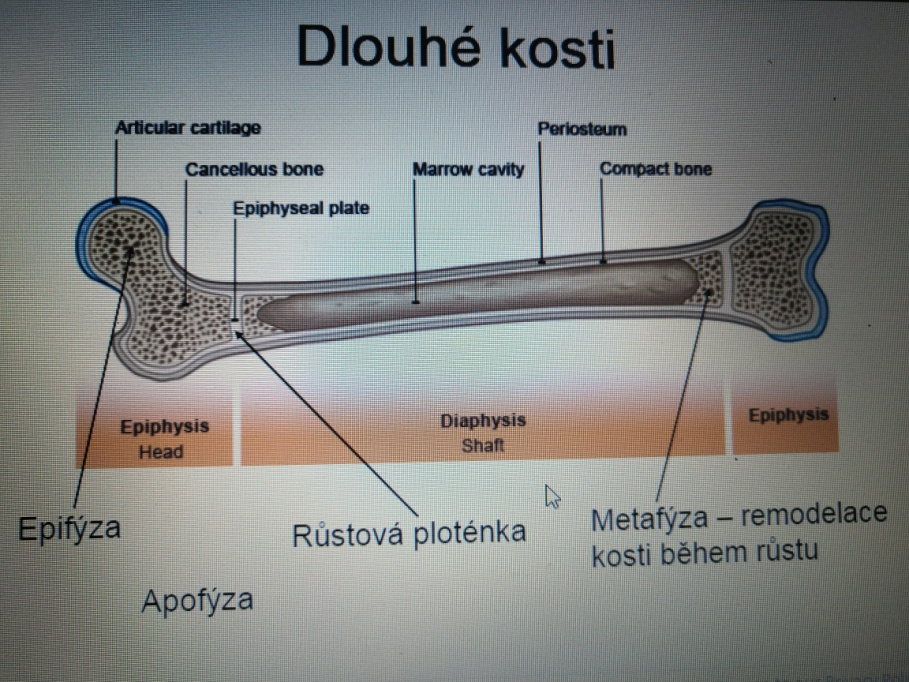 Dlouhé kosti
Articular cartilage
Periosteum
Cancellous bone
Marrow cavity
Compact bone
Epiphyseal plate
Epiphysis
Head
Diaphysis
Shaft
Epiphysis
Epifýza
Růstová ploténka
Metafýza – remodelace
kosti během růstu
Apofýza